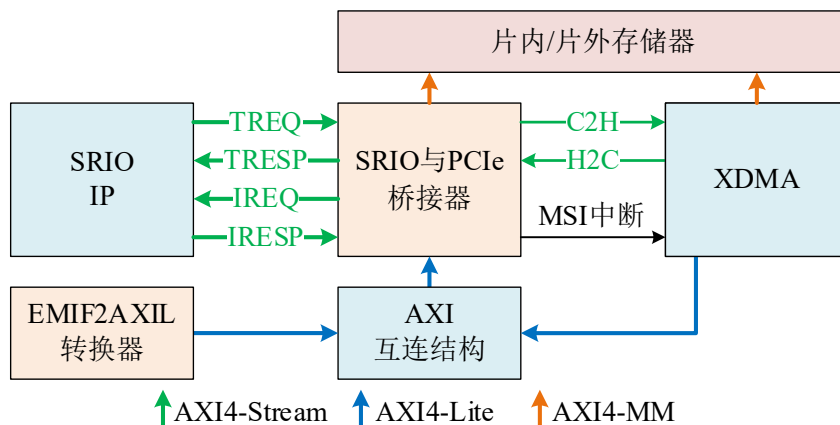 片内/片外存储器
SRIO
IP
TREQ
TRESP
IREQ
IRESP
SRIO与PCIe
桥接器
C2H
H2C
MSI中断
XDMA
EMIF2AXIL
转换器
AXI
互连结构
AXI4-Stream
AXI4-Lite
AXI4-MM